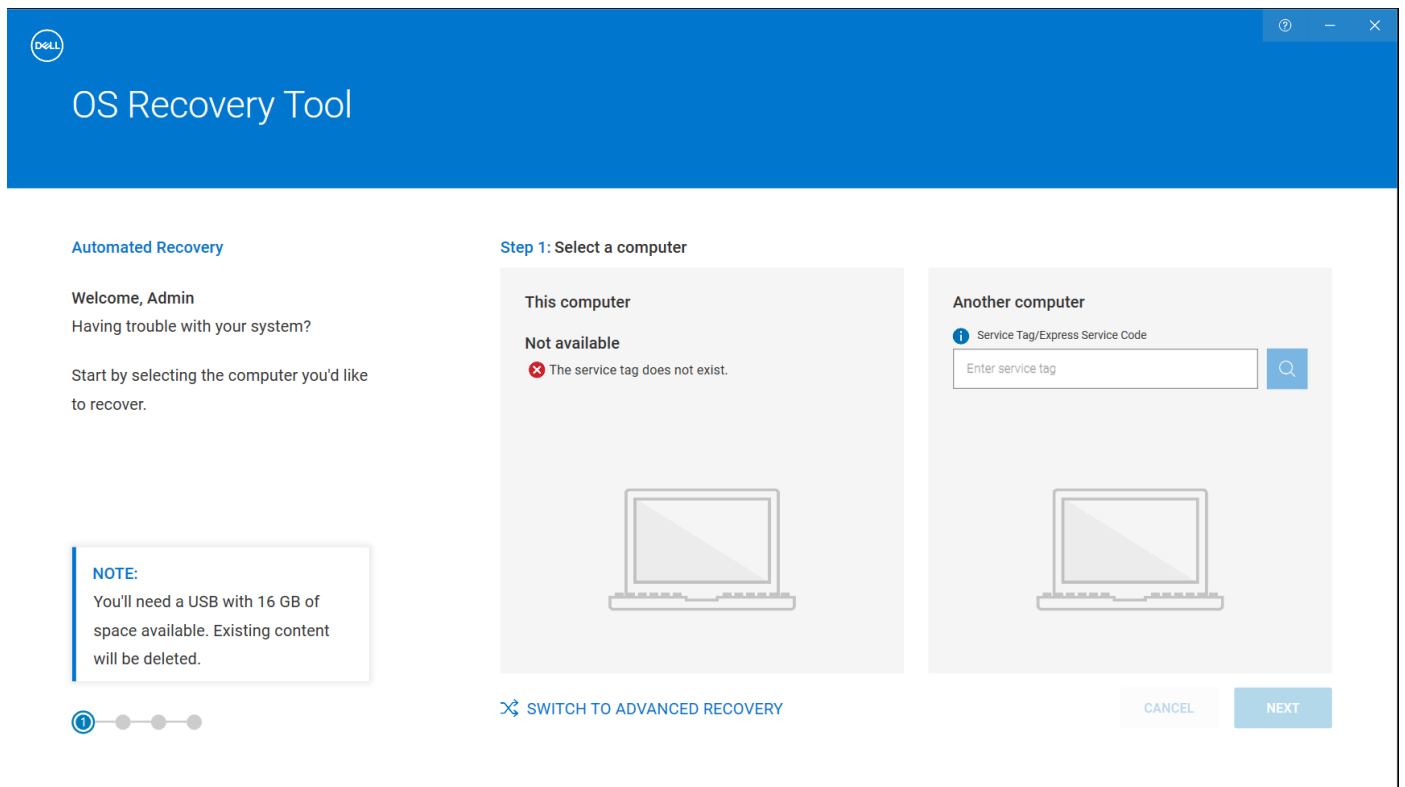 DELL
OS Recovery Tool
Automated Recovery
Welcome, Admin
Having trouble with your system?
Start by selecting the computer you'd like
to recover.
NOTE:
You'll need a USB with 16 GB of
space available. Existing content
will be deleted.
1
Step 1: Select a computer
This computer
Not available
The service tag does not exist.
Another computer
Service Tag/Express Service Code
Enter service tag
SWITCH TO ADVANCED RECOVERY
CANCEL
NEXT